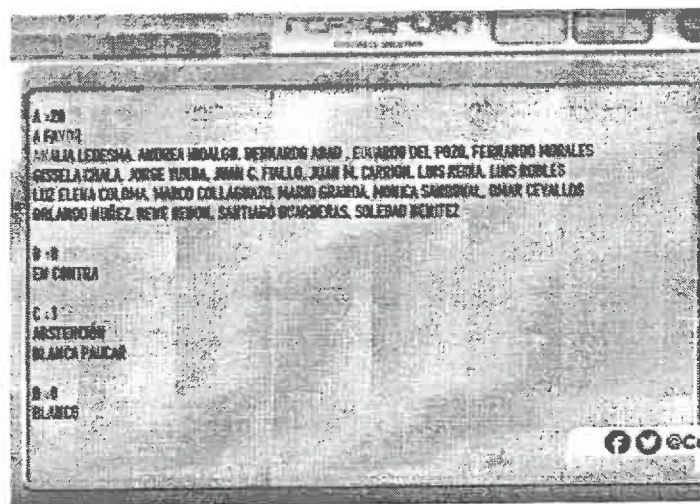 A :20
A FAVOR
ANALIA LEDESMA, ANDREA HIDALGO, BERNARDO ABAD , EDUARDO DEL POZO, FERNANDO MORALES
GISSELA CHALA, JORGE YUNDA, JUAN C. FIALLO, JUAN M. CARRION, LUIS REINA, LUIS ROBLES
LUZ ELENA COLOMA, MARCO COLLAGUAZO, MARIO GRANDA, MONICA SANDOVAL, OMAR CEVALLOS
ORLANDO NUÑEZ, RENE BEDON, SANTIAGO GUARDERAS, SOLEDAD BENITEZ
B :0
EN CONTRA
C :1
ABSTENCIÓN
BLANCA PAUCAR
D :0
BLANCO